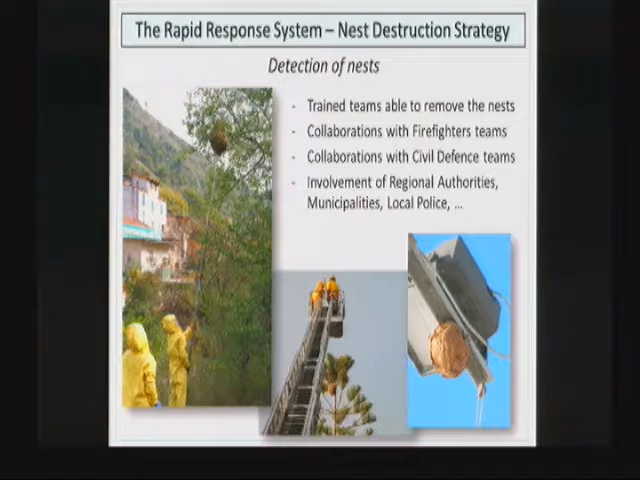 The Rapid Response System – Nest Destruction Strategy
Detection of nests
- Trained teams able to remove the nests
- Collaborations with Firefighters teams
- Collaborations with Civil Defence teams
- Involvement of Regional Authorities,
Municipalities, Local Police, ...